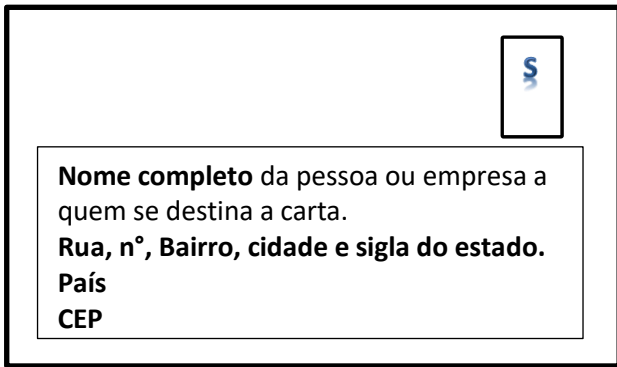 S
Nome completo da pessoa ou empresa a
quem se destina a carta.
Rua, n°, Bairro, cidade e sigla do estado.
País
CEP